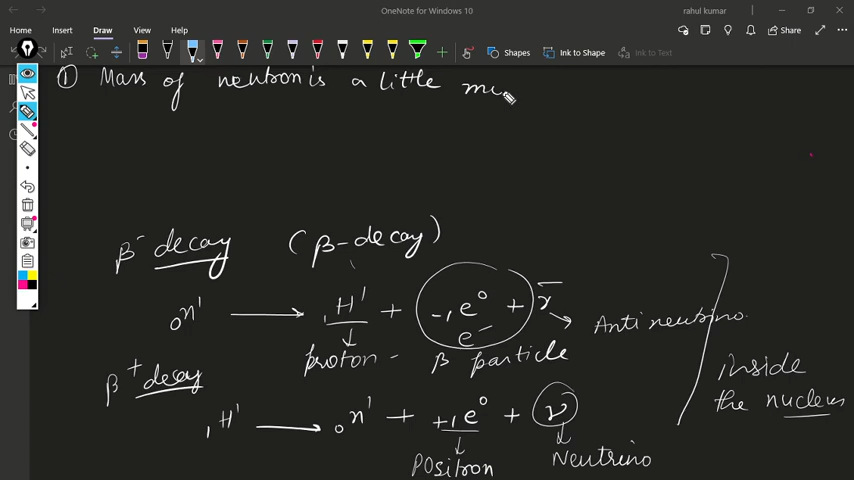 OneNote for Windows 10
rahul kumar
Home Insert Draw View Help
Share
Shapes Ink to Shape Ink to Text
① Mass of neutron is a little
β⁻ decay (β-decay)
₀n¹ ⟶ ₁H¹ + ₋₁e⁰ + ν̅
e⁻ Antineutrino
proton β particle
β⁺ decay
inside
the nucleus
₁H¹ ⟶ ₀n¹ + ₊₁e⁰ + ν
Positron Neutrino